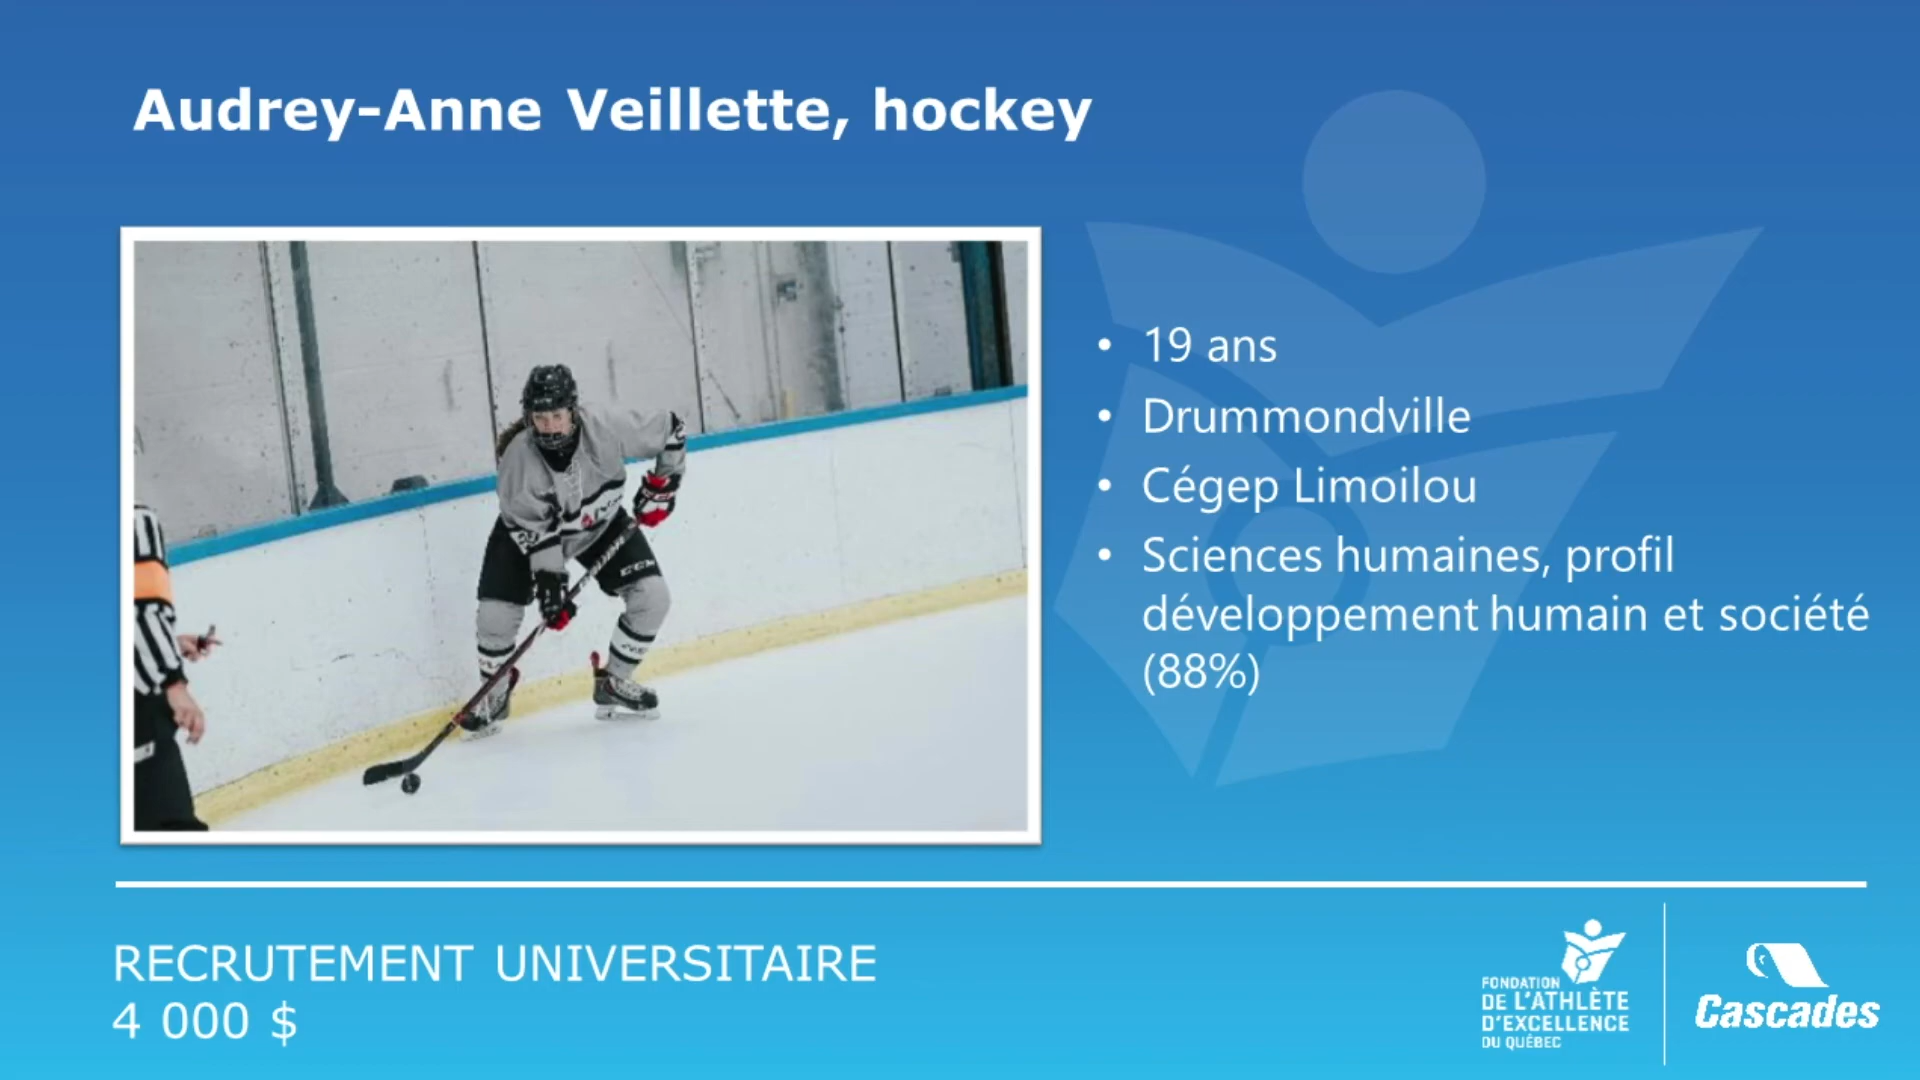 Audrey-Anne Veillette, hockey
• 19 ans
• Drummondville
• Cégep Limoilou
• Sciences humaines, profil
développement humain et société
(88%)
CCM
RECRUTEMENT UNIVERSITAIRE
4 000 $
FONDATION
DE L'ATHLÈTE
D'EXCELLENCE
DU QUÉBEC
Cascades